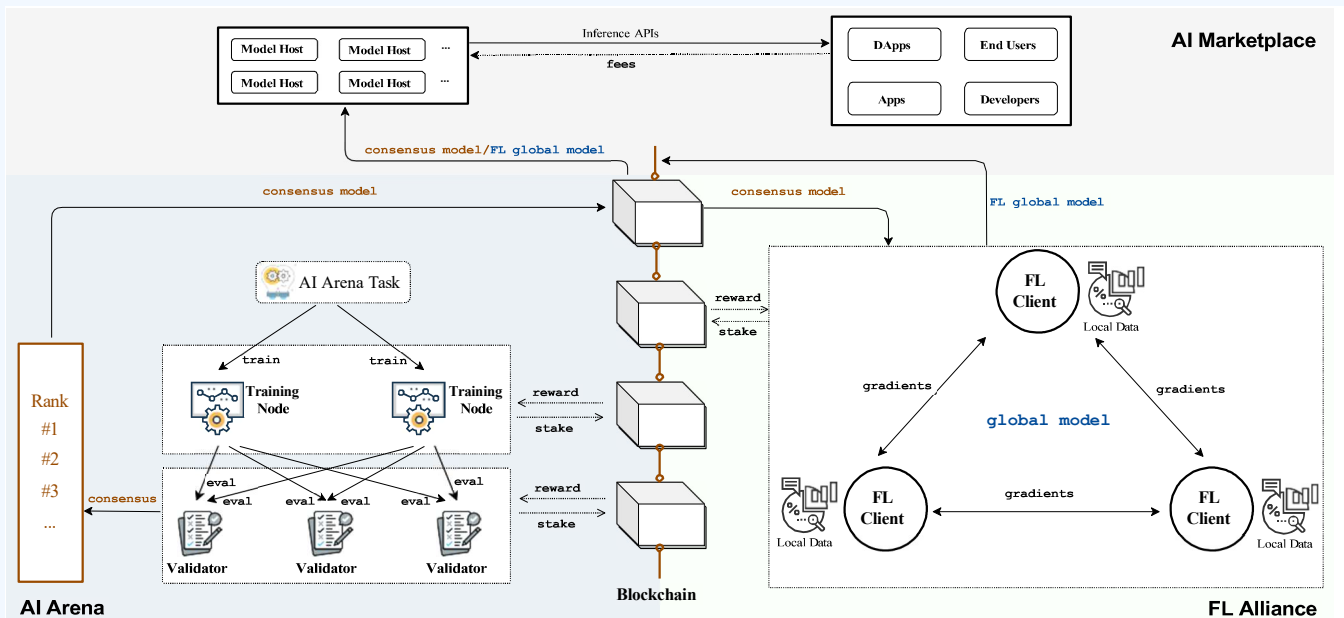 AI Marketplace
Model Host
Model Host
...
Model Host
Model Host
...
Inference APIs
fees
DApps
End Users
Apps
Developers
consensus model/FL global model
consensus model
consensus model
FL global model
AI Arena Task
train
train
Training
Node
Training
Node
reward
stake
eval
eval
eval
eval
eval
eval
Validator
Validator
Validator
reward
stake
consensus
Rank
#1
#2
#3
...
AI Arena
Blockchain
reward
stake
FL
Client
Local Data
gradients
gradients
global model
FL
Client
Local Data
gradients
FL
Client
Local Data
FL Alliance